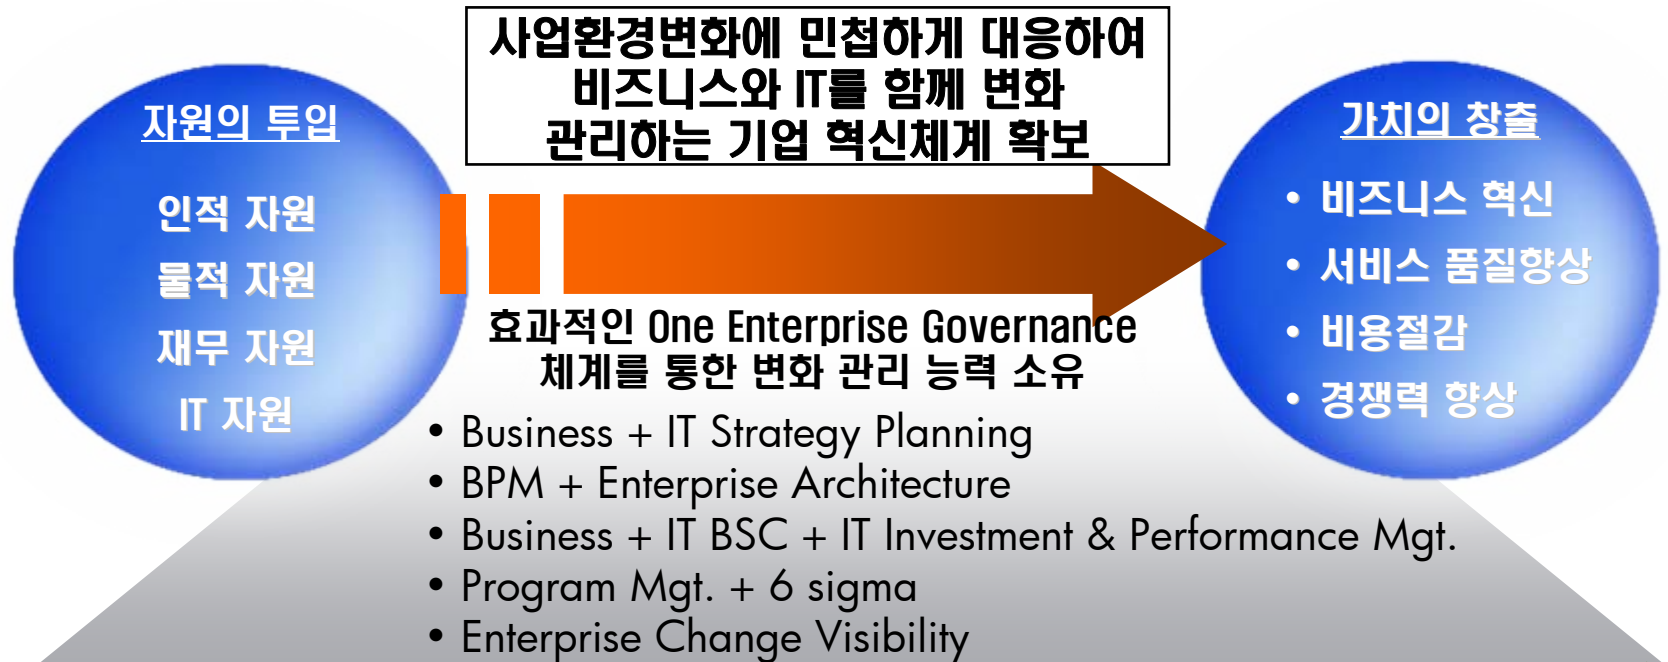 사업환경변화에 민첩하게 대응하여
비즈니스와 IT를 함께 변화
관리하는 기업 혁신체계 확보
자원의 투입
인적 자원
물적 자원
재무 자원
IT 자원
가치의 창출
• 비즈니스 혁신
• 서비스 품질향상
• 비용절감
• 경쟁력 향상
효과적인 One Enterprise Governance
체계를 통한 변화 관리 능력 소유
• Business + IT Strategy Planning
• BPM + Enterprise Architecture
• Business + IT BSC + IT Investment & Performance Mgt.
• Program Mgt. + 6 sigma
• Enterprise Change Visibility